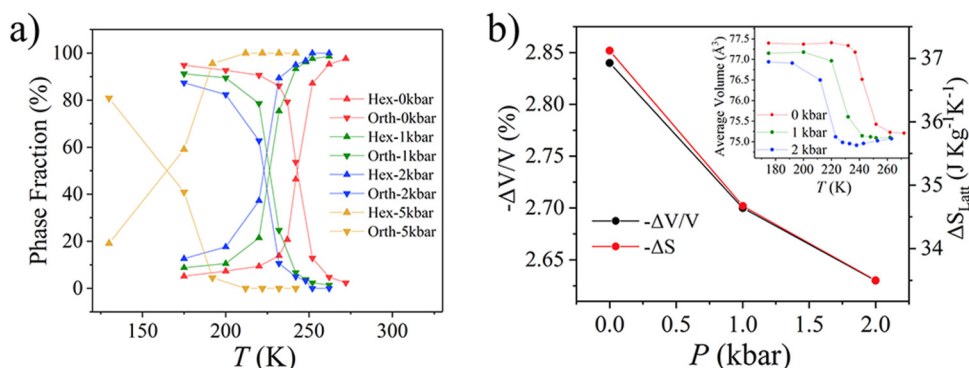 a)
Phase Fraction (%)
100
80
60
40
20
0
150
200
250
300
T (K)
Hex-0kbar
Orth-0kbar
Hex-1kbar
Orth-1kbar
Hex-2kbar
Orth-2kbar
Hex-5kbar
Orth-5kbar
b)
-ΔV/V (%)
2.85
2.80
2.75
2.70
2.65
0.0
0.5
1.0
1.5
2.0
P (kbar)
-ΔV/V
-ΔS
37
36
35
34
ΔS_Latt (J Kg⁻¹K⁻¹)
Average Volume (Å³)
77.5
77.0
76.5
76.0
75.5
75.0
180
200
220
240
260
T (K)
0 kbar
1 kbar
2 kbar